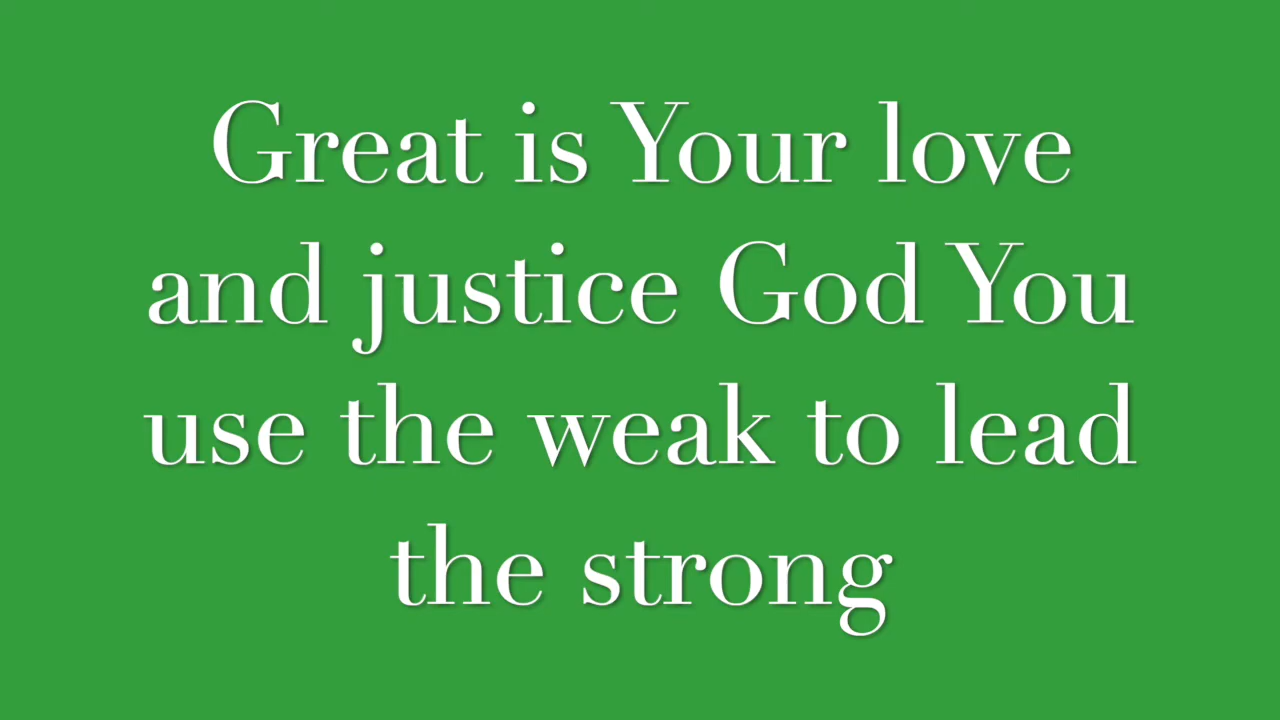 Great is Your love
and justice God You
use the weak to lead
the strong